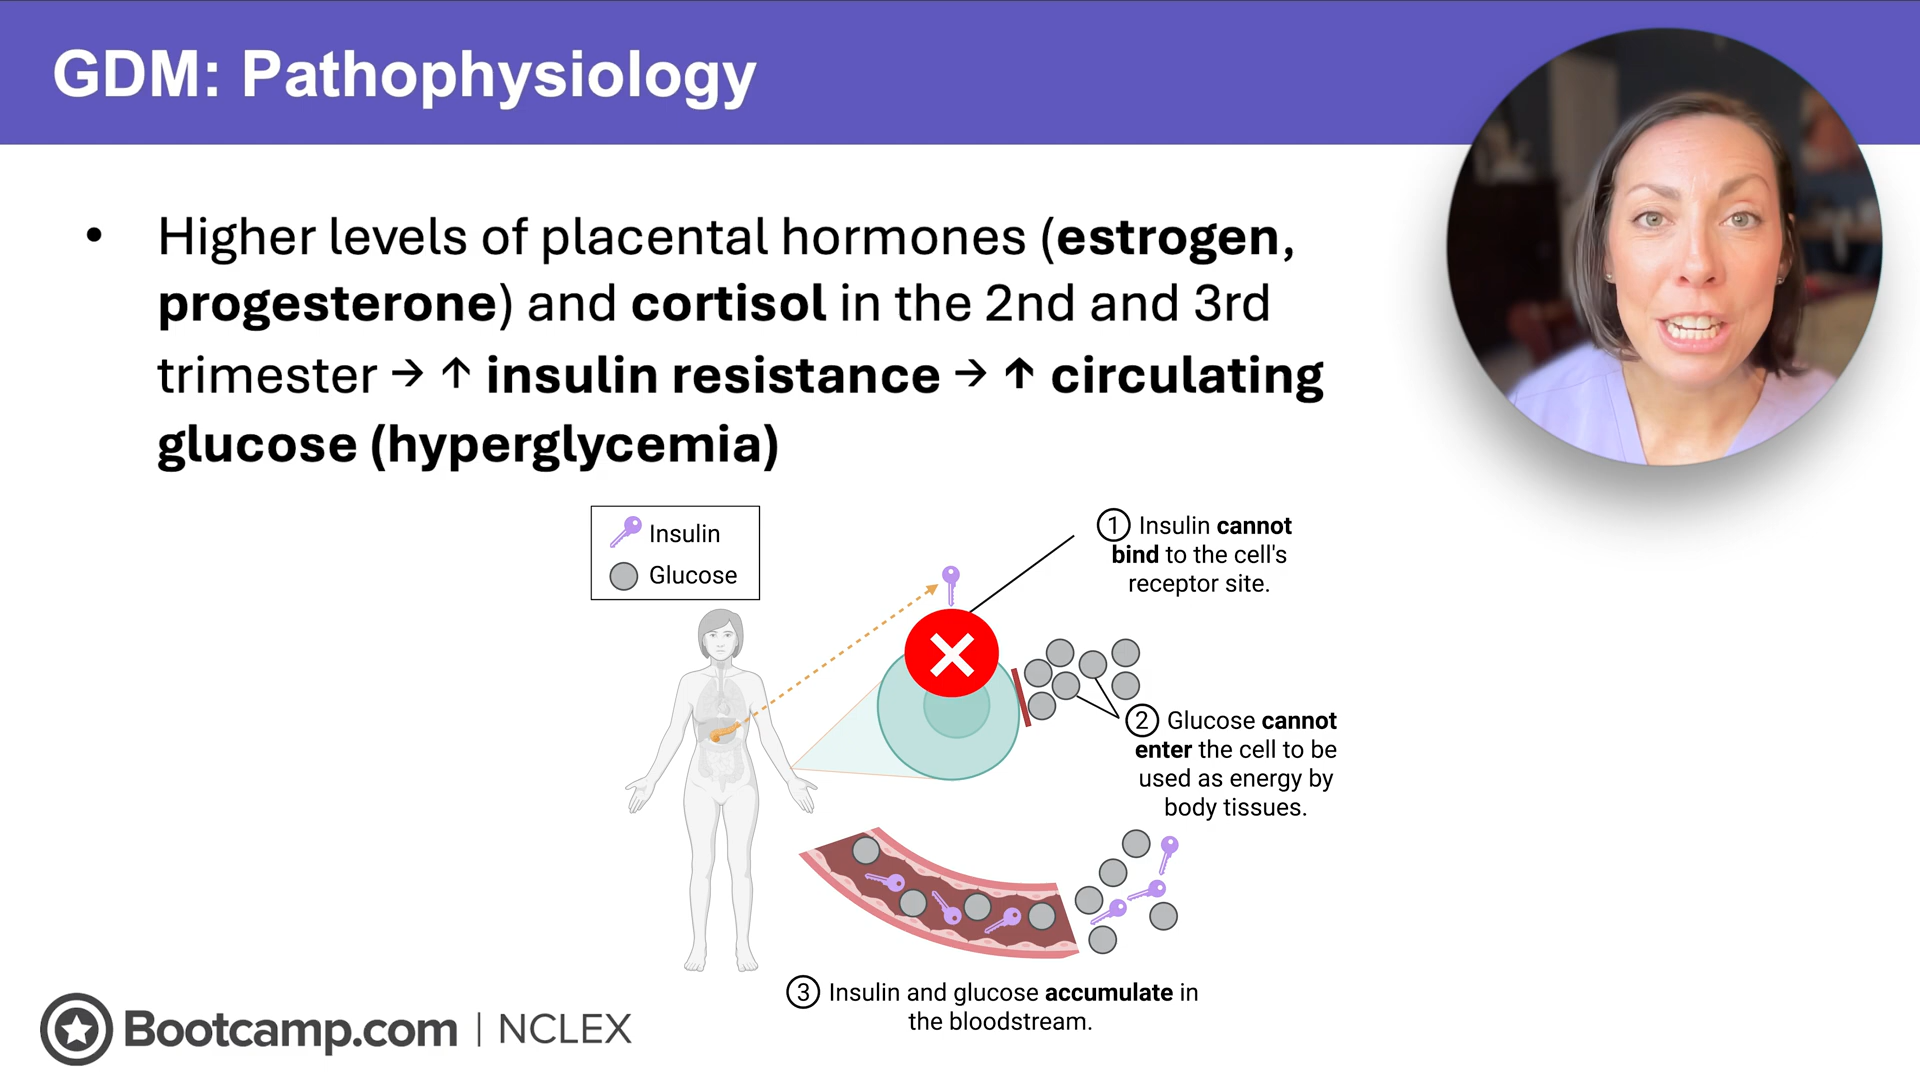 GDM: Pathophysiology
• Higher levels of placental hormones (estrogen,
progesterone) and cortisol in the 2nd and 3rd
trimester → ↑ insulin resistance → ↑ circulating
glucose (hyperglycemia)
Insulin
Glucose
① Insulin cannot
bind to the cell's
receptor site.
② Glucose cannot
enter the cell to be
used as energy by
body tissues.
③ Insulin and glucose accumulate in
the bloodstream.
Bootcamp.com | NCLEX